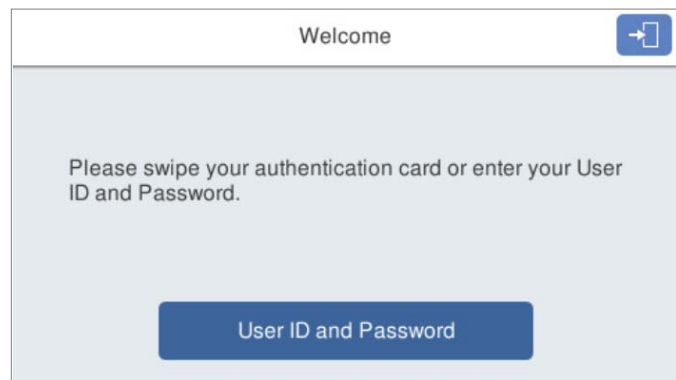 Welcome
Please swipe your authentication card or enter your User
ID and Password.
User ID and Password